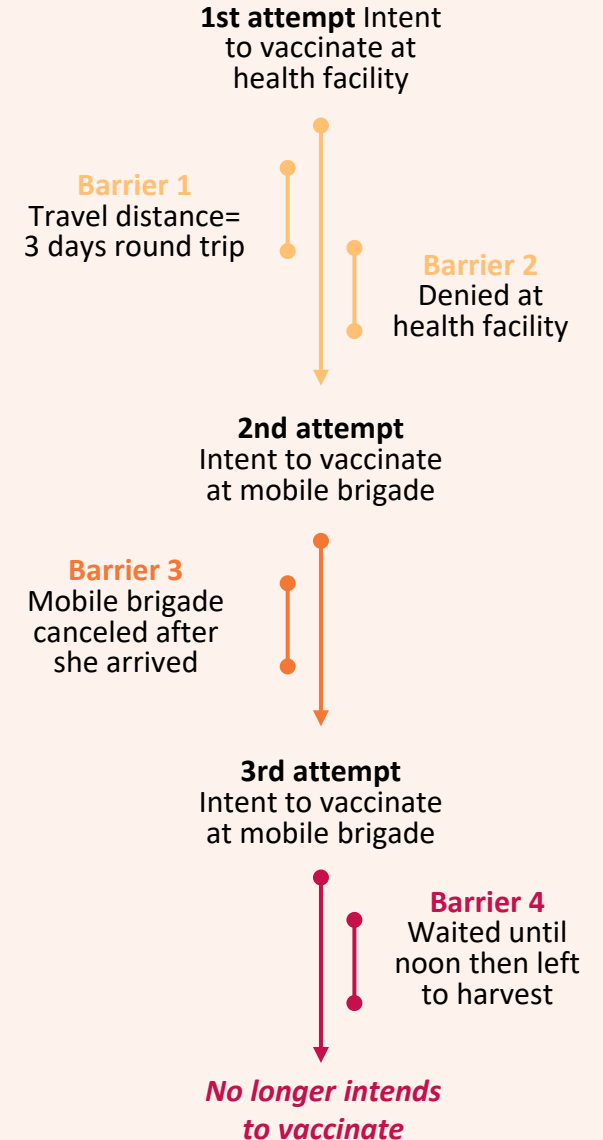 1st attempt Intent
to vaccinate at
health facility
Barrier 1
Travel distance=
3 days round trip
Barrier 2
Denied at
health facility
2nd attempt
Intent to vaccinate
at mobile brigade
Barrier 3
Mobile brigade
canceled after
she arrived
3rd attempt
Intent to vaccinate
at mobile brigade
Barrier 4
Waited until
noon then left
to harvest
No longer intends
to vaccinate